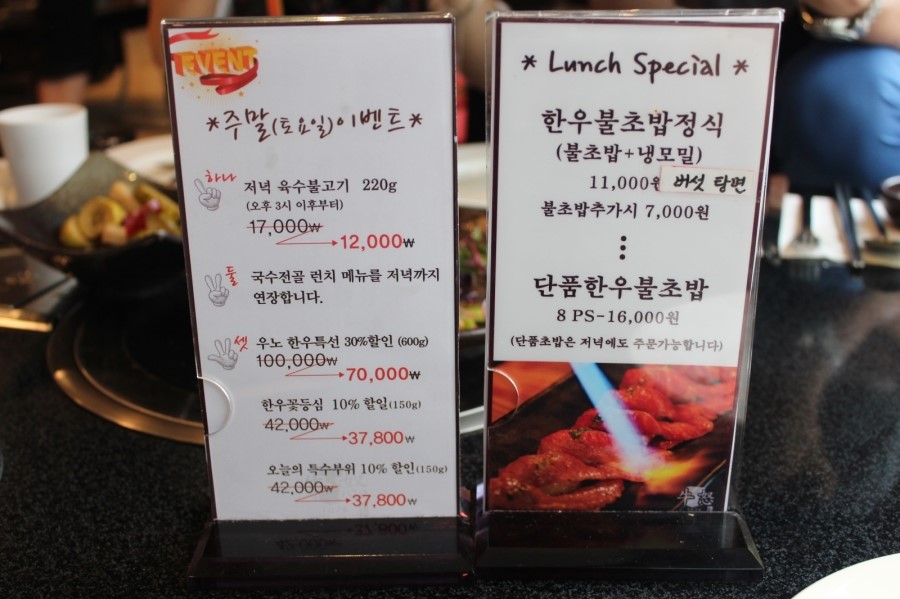 EVENT
*주말(토요일)이벤트*
하나
저녁 육수불고기 220g
(오후 3시 이후부터)
17,000₩
12,000₩
둘
국수전골 런치 메뉴를 저녁까지
연장합니다.
셋
우노 한우특선 30%할인(600g)
100,000₩
70,000₩
한우꽃등심 10% 할일(150g)
42,000₩
37,800₩
오늘의 특수부위 10% 할인(150g)
42,000₩
37,800₩
* Lunch Special *
한우불초밥정식
(불초밥+냉모밀)
11,000원 버섯 탕면
불초밥추가시 7,000원
단품한우불초밥
8 PS-16,000원
(단품초밥은 저녁에도 주문가능합니다)